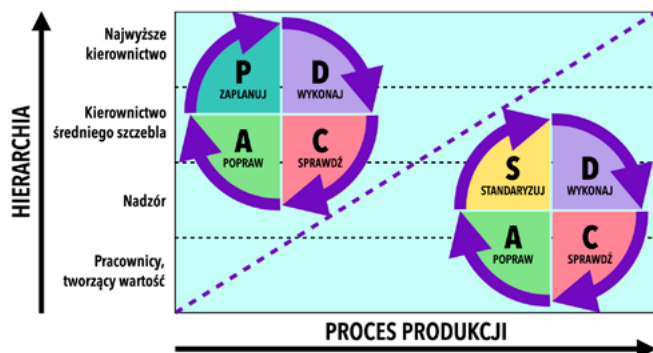 HIERARCHIA
Najwyższe
kierownictwo
Kierownictwo
średniego szczebla
Nadzór
Pracownicy,
tworzący wartość
P
ZAPLANUJ
D
WYKONAJ
A
POPRAW
C
SPRAWDŹ
S
STANDARYZUJ
D
WYKONAJ
A
POPRAW
C
SPRAWDŹ
PROCES PRODUKCJI